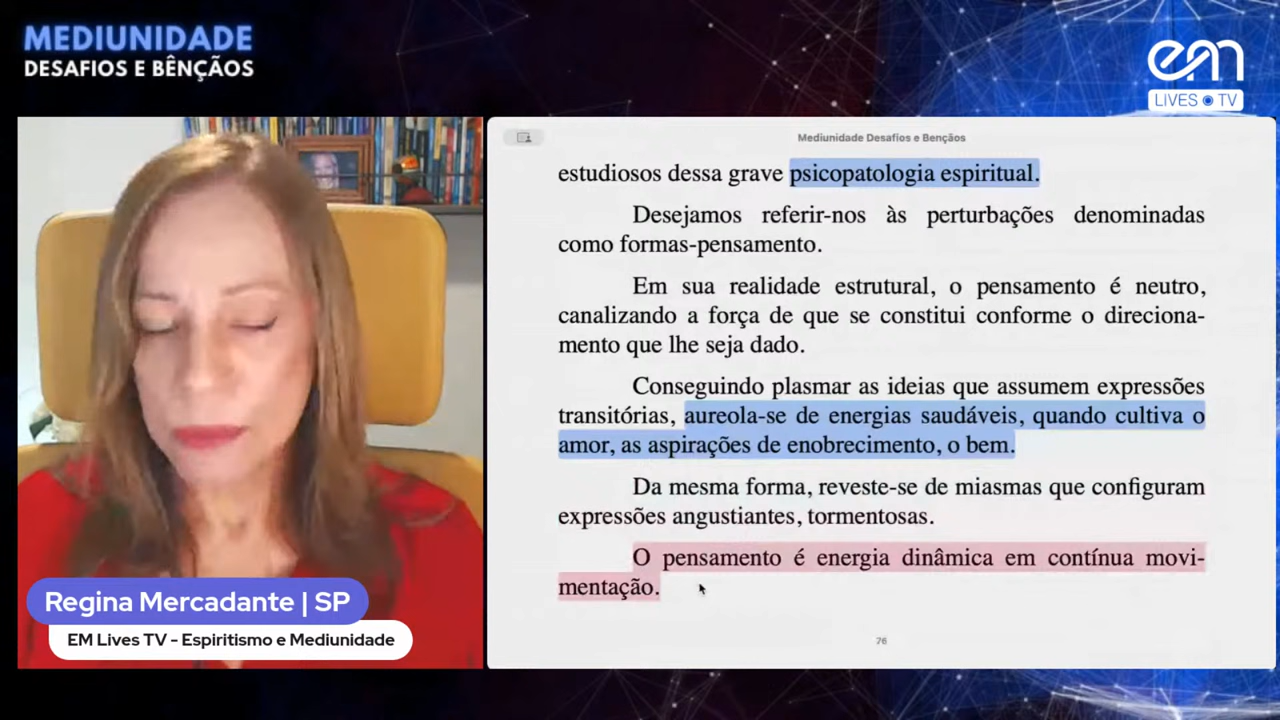 MEDIUNIDADE
DESAFIOS E BÊNÇÃOS
em
LIVES TV
Mediunidade Desafios e Bençãos
estudiosos dessa grave psicopatologia espiritual.
Desejamos referir-nos às perturbações denominadas
como formas-pensamento.
Em sua realidade estrutural, o pensamento é neutro,
canalizando a força de que se constitui conforme o direciona-
mento que lhe seja dado.
Conseguindo plasmar as ideias que assumem expressões
transitórias, aureola-se de energias saudáveis, quando cultiva o
amor, as aspirações de enobrecimento, o bem.
Da mesma forma, reveste-se de miasmas que configuram
expressões angustiantes, tormentosas.
O pensamento é energia dinâmica em contínua movi-
mentação.
76
Regina Mercadante | SP
EM Lives TV - Espiritismo e Mediunidade